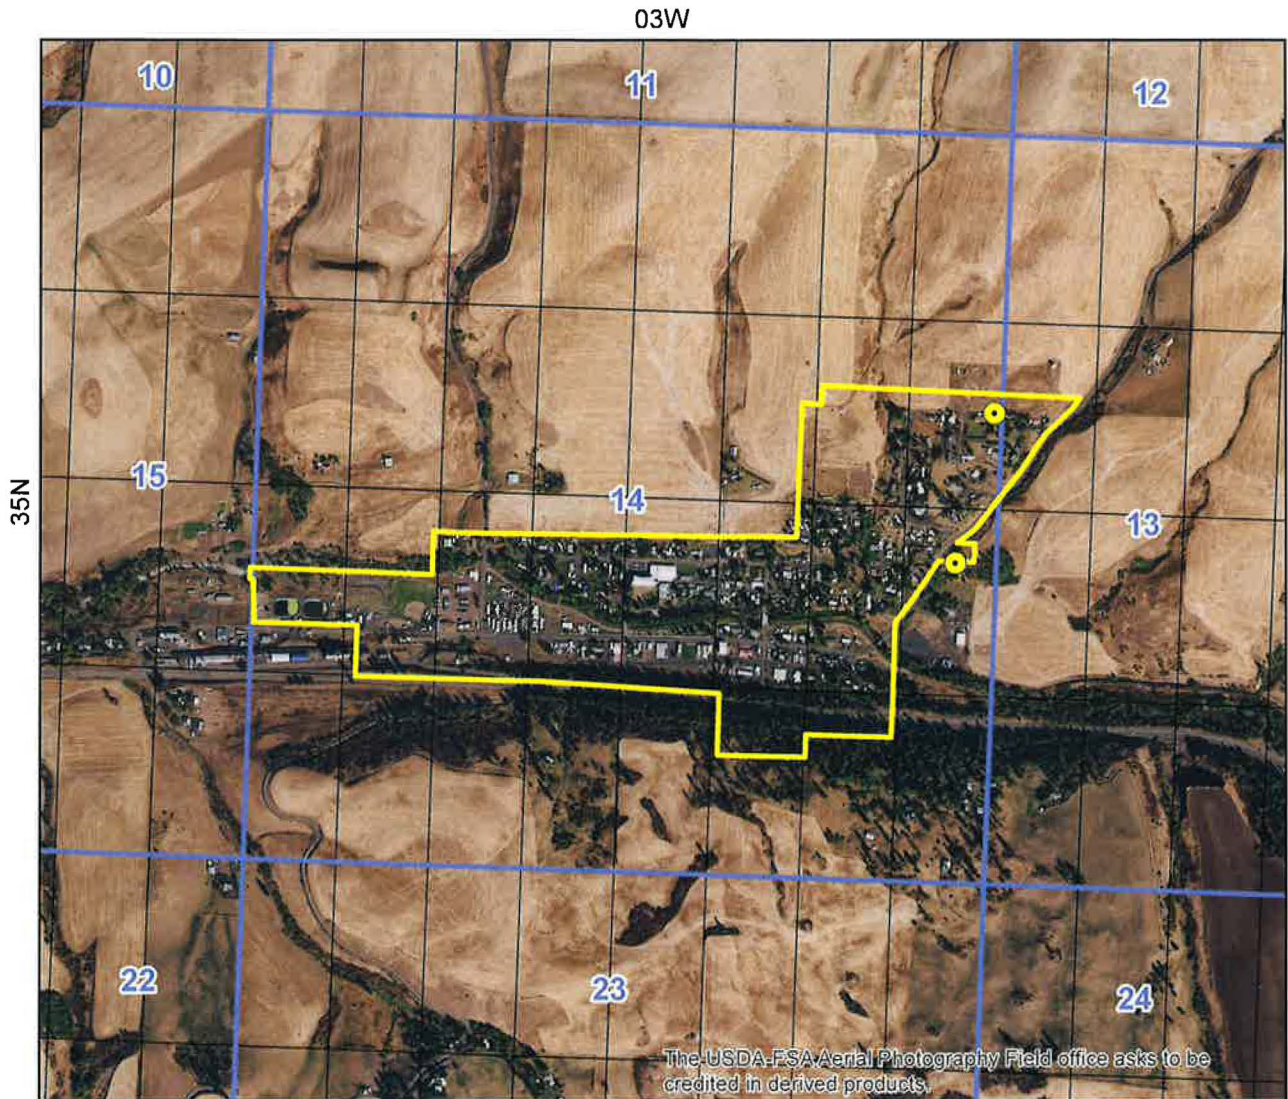 03W
10
11
12
35N
15
14
13
22
23
24
The USDA-FSA Aerial Photography Field office asks to be
credited in derived products.